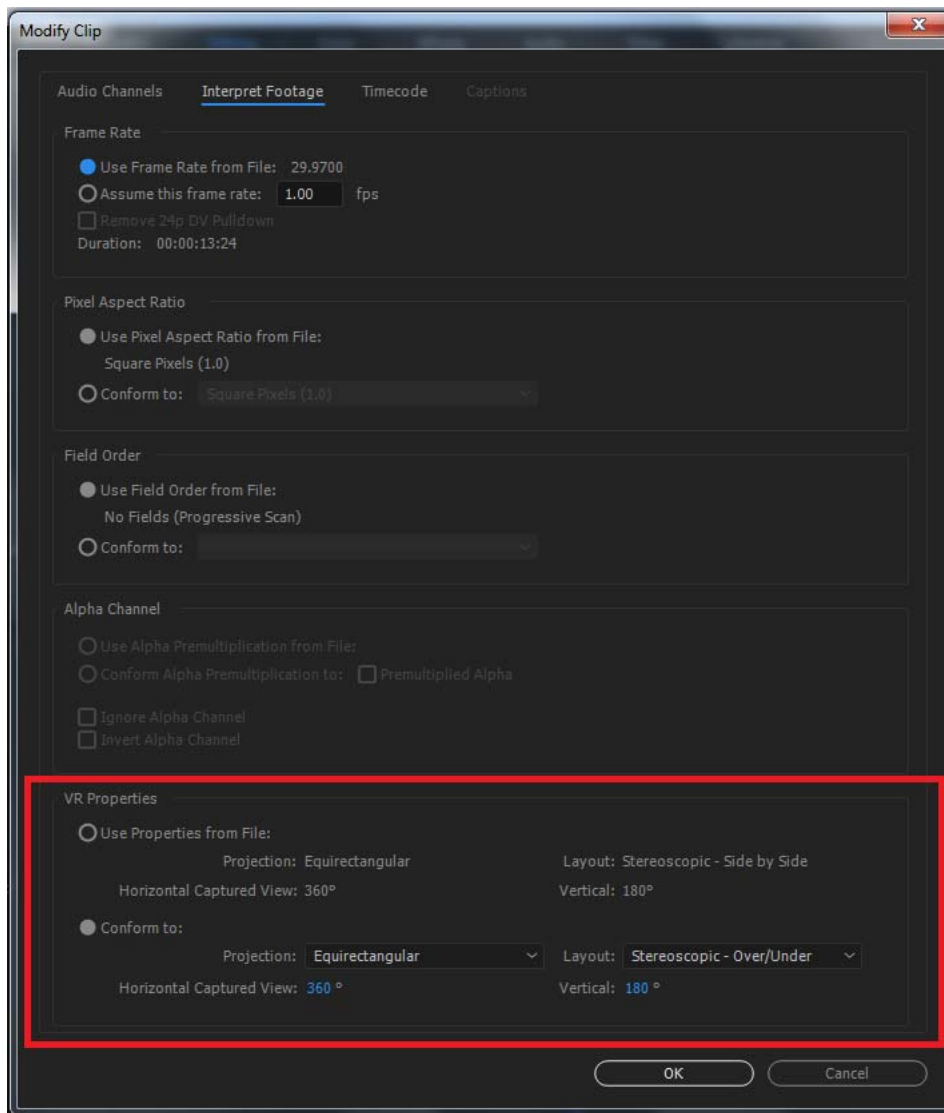 Modify Clip
Audio Channels Interpret Footage Timecode Captions
Frame Rate
Use Frame Rate from File: 29.9700
Assume this frame rate: 1.00 fps
Remove 24p DV Pulldown
Duration: 00:00:13:24
Pixel Aspect Ratio
Use Pixel Aspect Ratio from File:
Square Pixels (1.0)
Conform to: Square Pixels (1.0)
Field Order
Use Field Order from File:
No Fields (Progressive Scan)
Conform to:
Alpha Channel
Use Alpha Premultiplication from File:
Conform Alpha Premultiplication to: Premultiplied Alpha
Ignore Alpha Channel
Invert Alpha Channel
VR Properties
Use Properties from File:
Projection: Equirectangular Layout: Stereoscopic - Side by Side
Horizontal Captured View: 360° Vertical: 180°
Conform to:
Projection: Equirectangular Layout: Stereoscopic - Over/Under
Horizontal Captured View: 360 ° Vertical: 180 °
OK Cancel